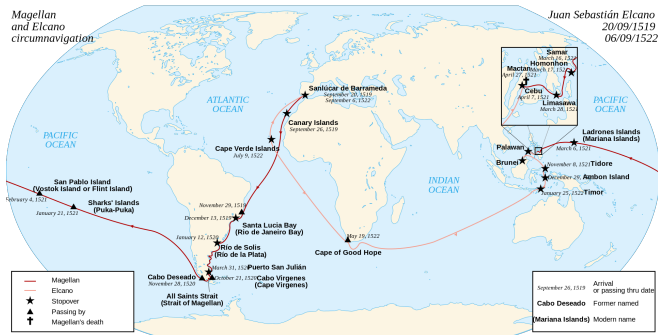 Magellan
and Elcano
circumnavigation
Juan Sebastián Elcano
20/09/1519
06/09/1522
Samar
March 16, 1521
Homonhon
March 17, 1521
Mactan
April 27, 1521
Cebu
April 7, 1521
Limasawa
March 28, 1521
Sanlúcar de Barrameda
September 20, 1519
September 6, 1522
ATLANTIC
OCEAN
PACIFIC
OCEAN
Canary Islands
September 26, 1519
PACIFIC
OCEAN
Cape Verde Islands
July 9, 1522
Ladrones Islands
(Mariana Islands)
March 6, 1521
Palawan
Brunei
November 8, 1521
Tidore
December 29,
Ambon Island
January 25, 1522
Timor
INDIAN
OCEAN
San Pablo Island
(Vostok Island or Flint Island)
February 4, 1521
Sharks' Islands
(Puka-Puka)
January 21, 1521
November 29, 1519
December 13, 1519
Santa Lucia Bay
(Rio de Janeiro Bay)
January 12, 1520
Río de Solis
(Río de la Plata)
May 19, 1522
Cape of Good Hope
March 31, 1520
Puerto San Julián
Cabo Deseado
November 28, 1520
October 21, 1520
Cabo Virgenes
(Cape Virgenes)
All Saints Strait
(Strait of Magellan)
Magellan
Elcano
Stopover
Passing by
Magellan's death
September 26, 1519
Arrival
or passing thru date
Cabo Deseado
Former named
(Mariana Islands)
Modern name